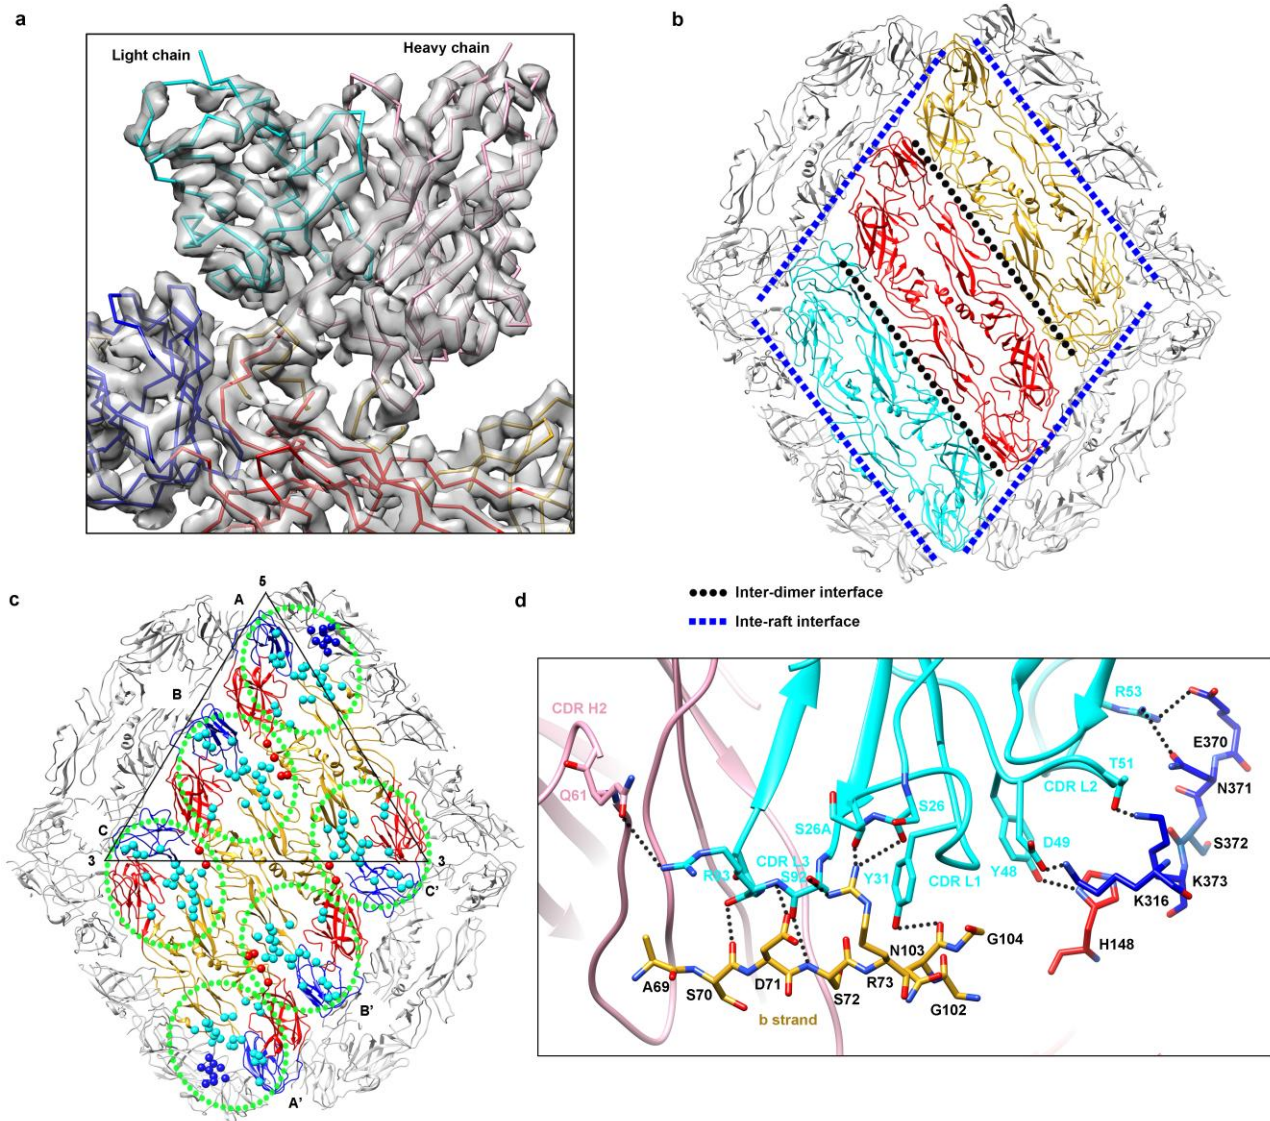 a
Light chain
Heavy chain
b
Inter-dimer interface
Inte-raft interface
c
5
A
B
C
3
3
C'
B'
A'
d
CDR H2
Q61
R93
CDR L3
S92
S26A
S26
Y31
CDR L1
R53
E370
T51
CDR L2
N371
S372
D49
Y48
K373
K316
H148
A69
S70
D71
S72
R73
N103
G104
G102
b strand